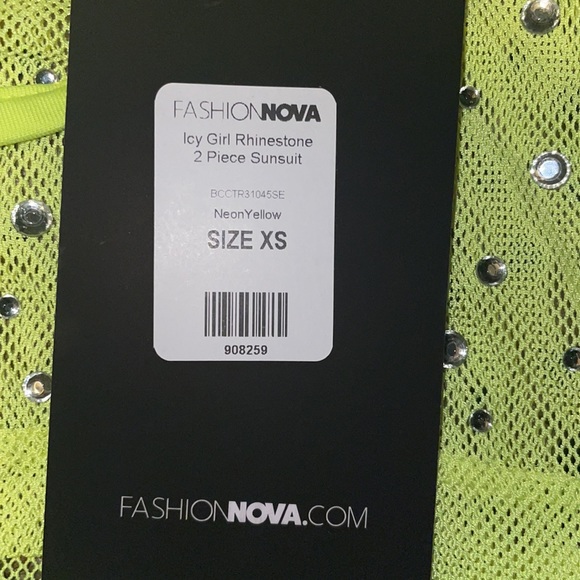 FASHIONNOVA
Icy Girl Rhinestone
2 Piece Sunsuit
BCCTR31045SE
NeonYellow
SIZE XS
908259
FASHIONNOVA.COM